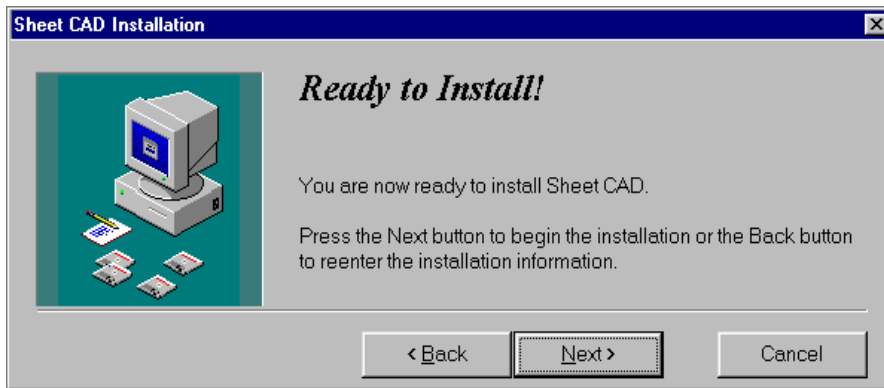 Sheet CAD Installation
Ready to Install!
You are now ready to install Sheet CAD.
Press the Next button to begin the installation or the Back button
to reenter the installation information.
< Back
Next >
Cancel